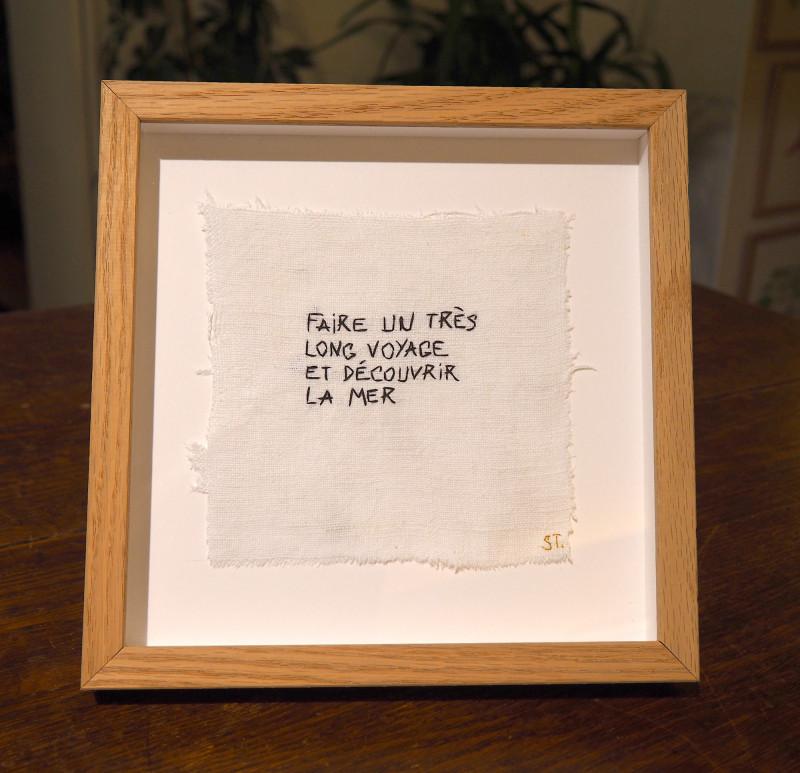 FAiRE UN TRÈS
LONG VOYAGE
ET DÉCOUVRiR
LA MER
ST.